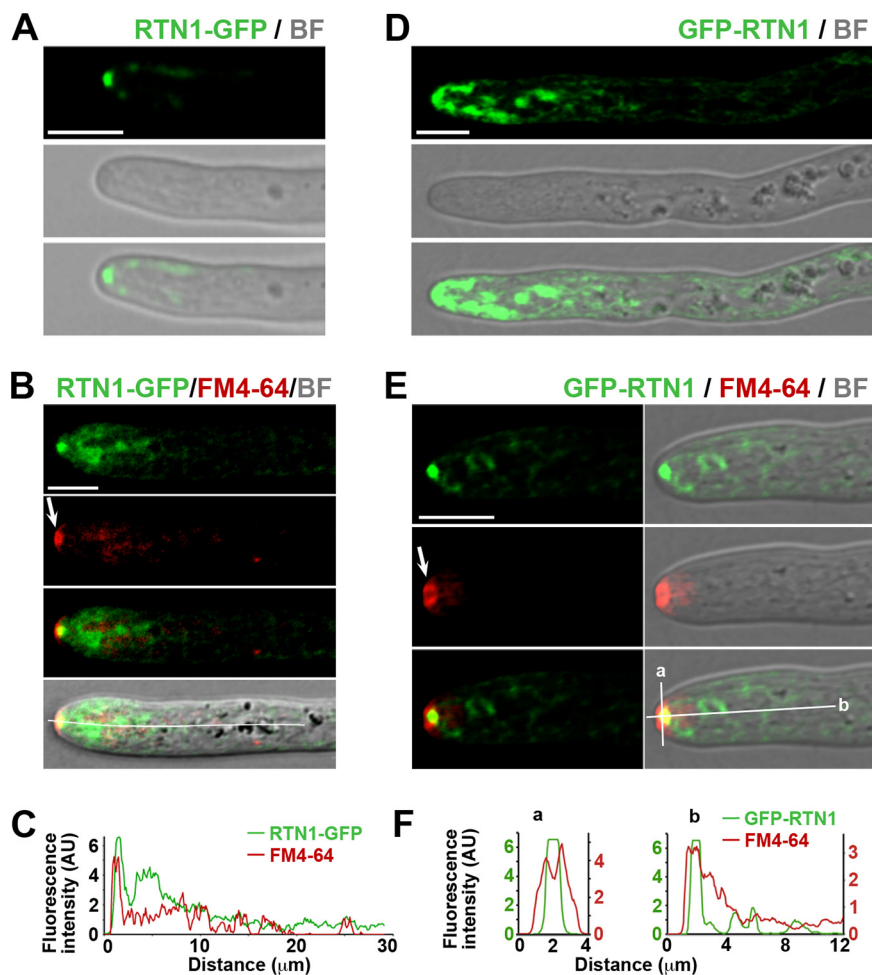 A
RTN1-GFP / BF
D
GFP-RTN1 / BF
B
RTN1-GFP/FM4-64/BF
E
GFP-RTN1 / FM4-64 / BF
a
b
C
RTN1-GFP
FM4-64
Fluorescence
intensity (AU)
6
4
2
0
0
10
20
30
Distance (μm)
F
a
b
GFP-RTN1
FM4-64
Fluorescence
intensity (AU)
6
4
2
0
4
2
0
0
2
4
6
4
2
0
3
2
1
0
0
4
8
12
Distance (μm)